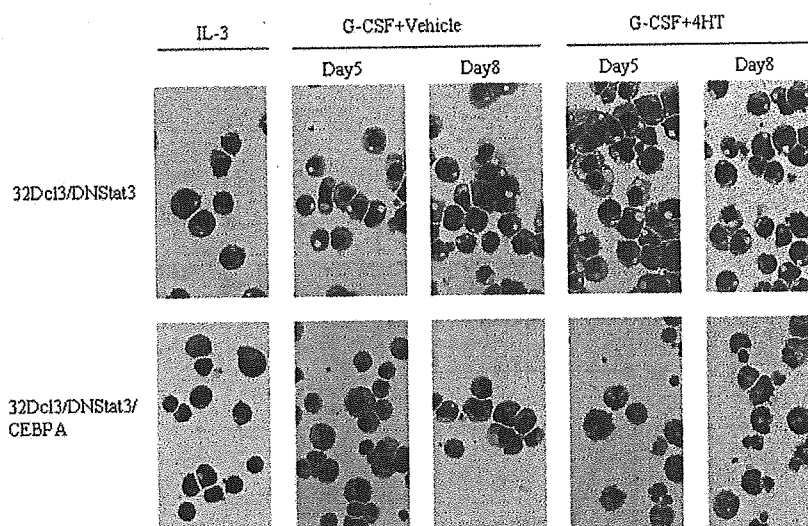 IL-3
G-CSF+Vehicle
G-CSF+4HT
Day5
Day8
Day5
Day8
32Dcl3/DNStat3
32Dcl3/DNStat3/
CEBPA